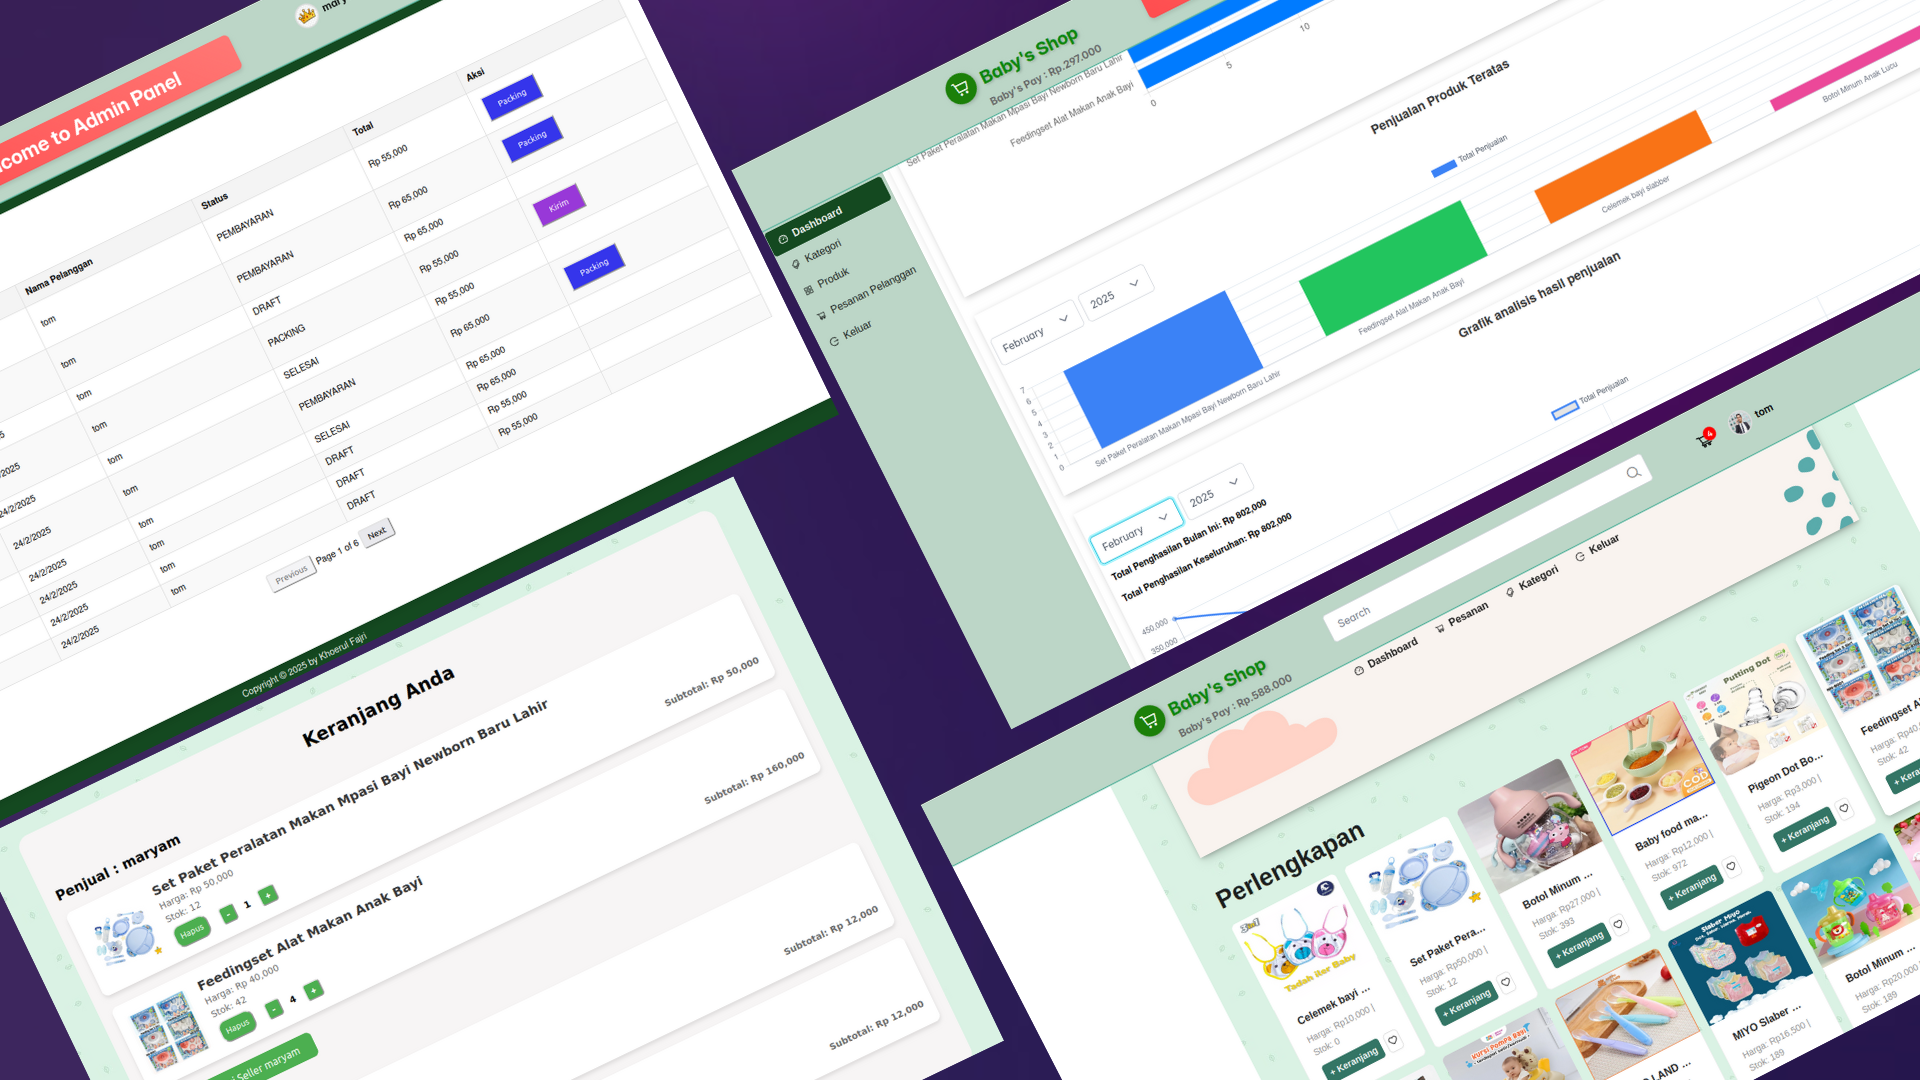 mary
come to Admin Panel
Nama Pelanggan
Status
Total
Aksi
tom
PEMBAYARAN
Rp 55,000
Packing
tom
PEMBAYARAN
Rp 65,000
Packing
tom
DRAFT
Rp 65,000
tom
PACKING
Rp 55,000
Kirim
tom
SELESAI
Rp 55,000
tom
PEMBAYARAN
Rp 65,000
Packing
24/2/2025
tom
SELESAI
Rp 65,000
24/2/2025
tom
DRAFT
Rp 65,000
24/2/2025
tom
DRAFT
Rp 55,000
24/2/2025
tom
DRAFT
Rp 55,000
24/2/2025
24/2/2025
Previous
Page 1 of 6
Next
Copyright © 2025 by Khoerul Fajri
Baby's Shop
Baby's Pay : Rp.297.000
Dashboard
Kategori
Produk
Pesanan Pelanggan
Keluar
Set Paket Peralatan Makan Mpasi Bayi Newborn Baru Lahir
Feedingset Alat Makan Anak Bayi
0
5
10
Penjualan Produk Teratas
February
2025
Total Penjualan
7
6
5
4
3
2
1
0
Set Paket Peralatan Makan Mpasi Bayi Newborn Baru Lahir
Feedingset Alat Makan Anak Bayi
Celemek bayi slabber
Botol Minum Anak Lucu
Grafik analisis hasil penjualan
February
2025
Total Penghasilan Bulan Ini: Rp 802,000
Total Penghasilan Keseluruhan: Rp 802,000
Total Penjualan
450,000
350,000
Keranjang Anda
Penjual : maryam
Set Paket Peralatan Makan Mpasi Bayi Newborn Baru Lahir
Harga: Rp 50,000
Stok: 12
Hapus
-
1
+
Subtotal: Rp 50,000
Feedingset Alat Makan Anak Bayi
Harga: Rp 40,000
Stok: 42
Hapus
-
4
+
Subtotal: Rp 160,000
Seller maryam
Subtotal: Rp 12,000
Subtotal: Rp 12,000
Baby's Shop
Baby's Pay : Rp.588.000
Search
4
tom
Dashboard
Pesanan
Kategori
Keluar
Perlengkapan
Tadah Iler Baby
Celemek bayi ...
Harga: Rp10,000 |
Stok: 0
+ Keranjang
Set Paket Pera...
Harga: Rp50,000 |
Stok: 12
+ Keranjang
Botol Minum ...
Harga: Rp27,000 |
Stok: 393
+ Keranjang
COD
Baby food ma...
Harga: Rp12,000 |
Stok: 972
+ Keranjang
Putting Dot
Pigeon Dot Bo...
Harga: Rp3,000 |
Stok: 194
+ Keranjang
Feedingset A
Harga: Rp40,
Stok: 42
+ Kera
KURSI POMPA BAYI
LAND ...
Slaber Miyo
MIYO Slaber ...
Harga: Rp16,500 |
Stok: 189
Botol Minum ...
Harga: Rp20,000
Stok: 189